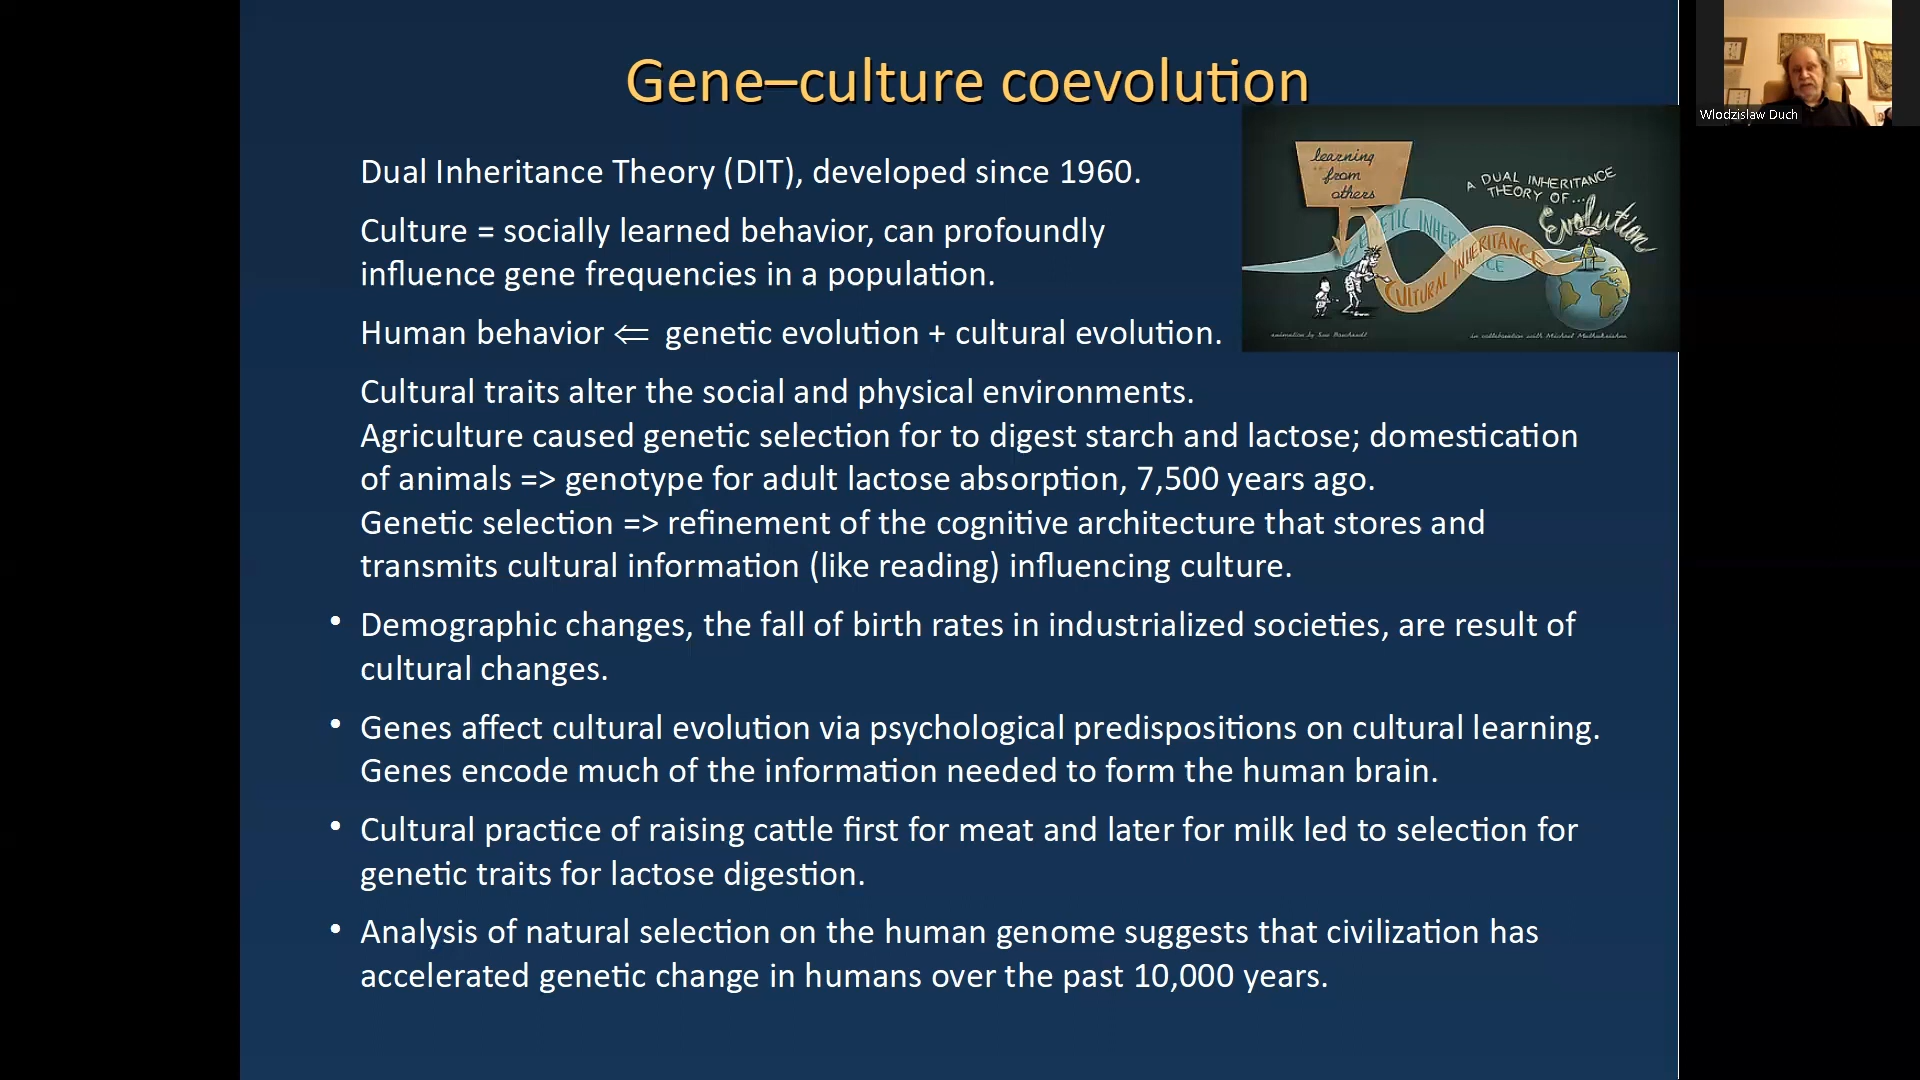 Gene–culture coevolution
Wlodzislaw Duch
Dual Inheritance Theory (DIT), developed since 1960.
Culture = socially learned behavior, can profoundly
influence gene frequencies in a population.
Human behavior ⇐ genetic evolution + cultural evolution.
learning
from
others
A DUAL INHERITANCE
THEORY OF...
Evolution
CULTURAL INHERITANCE
Cultural traits alter the social and physical environments.
Agriculture caused genetic selection for to digest starch and lactose; domestication
of animals => genotype for adult lactose absorption, 7,500 years ago.
Genetic selection => refinement of the cognitive architecture that stores and
transmits cultural information (like reading) influencing culture.
• Demographic changes, the fall of birth rates in industrialized societies, are result of
cultural changes.
• Genes affect cultural evolution via psychological predispositions on cultural learning.
Genes encode much of the information needed to form the human brain.
• Cultural practice of raising cattle first for meat and later for milk led to selection for
genetic traits for lactose digestion.
• Analysis of natural selection on the human genome suggests that civilization has
accelerated genetic change in humans over the past 10,000 years.